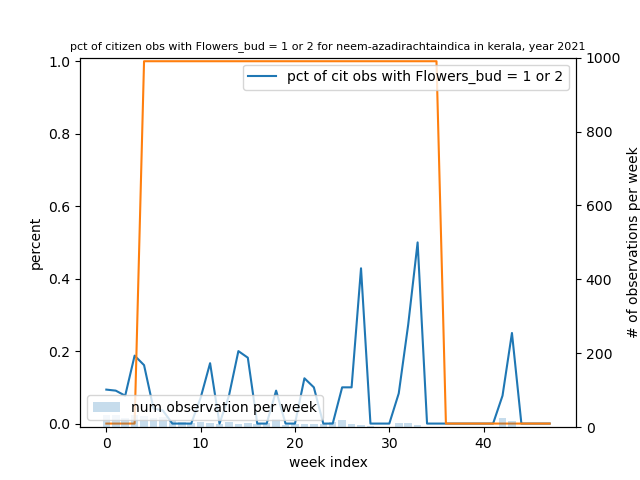 pct of citizen obs with Flowers_bud = 1 or 2 for neem-azadirachtaindica in kerala, year 2021
pct of cit obs with Flowers_bud = 1 or 2
num observation per week
percent
1.0
0.8
0.6
0.4
0.2
0.0
1000
800
600
400
200
0
# of observations per week
0 10 20 30 40
week index